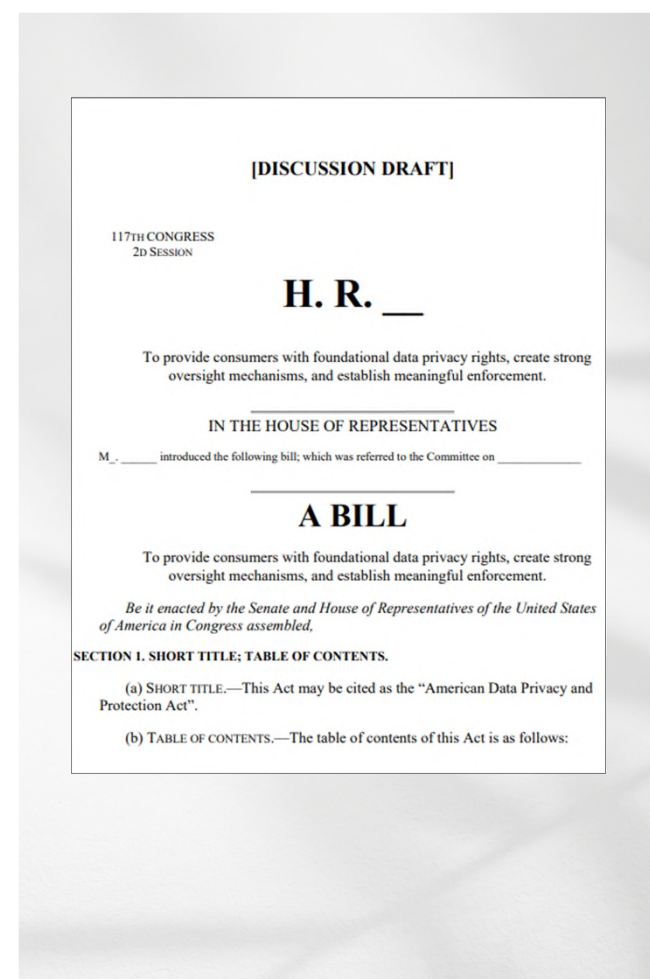 [DISCUSSION DRAFT]
117TH CONGRESS
2D SESSION
H. R. __
To provide consumers with foundational data privacy rights, create strong
oversight mechanisms, and establish meaningful enforcement.
IN THE HOUSE OF REPRESENTATIVES
M_. ______ introduced the following bill; which was referred to the Committee on ______________
A BILL
To provide consumers with foundational data privacy rights, create strong
oversight mechanisms, and establish meaningful enforcement.
Be it enacted by the Senate and House of Representatives of the United States
of America in Congress assembled,
SECTION 1. SHORT TITLE; TABLE OF CONTENTS.
(a) SHORT TITLE.—This Act may be cited as the “American Data Privacy and
Protection Act”.
(b) TABLE OF CONTENTS.—The table of contents of this Act is as follows: